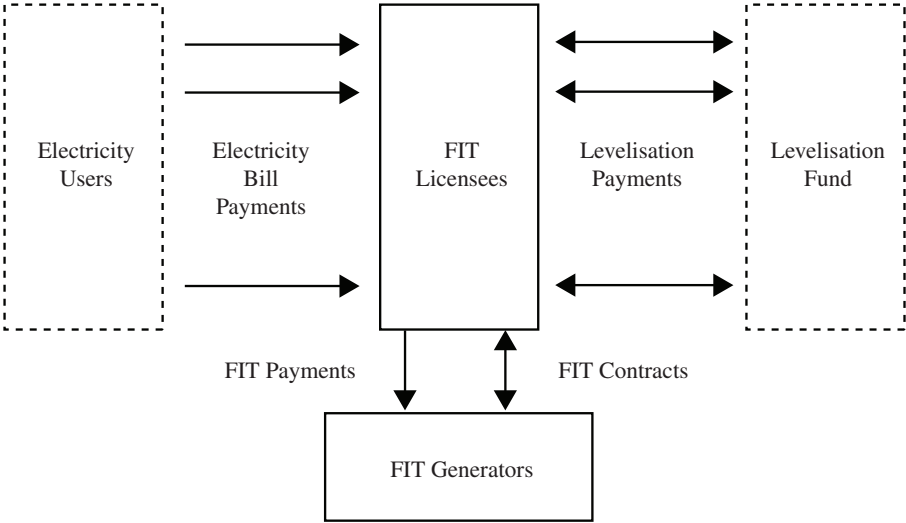 Electricity
Users
Electricity
Bill
Payments
FIT
Licensees
Levelisation
Payments
Levelisation
Fund
FIT Payments
FIT Contracts
FIT Generators